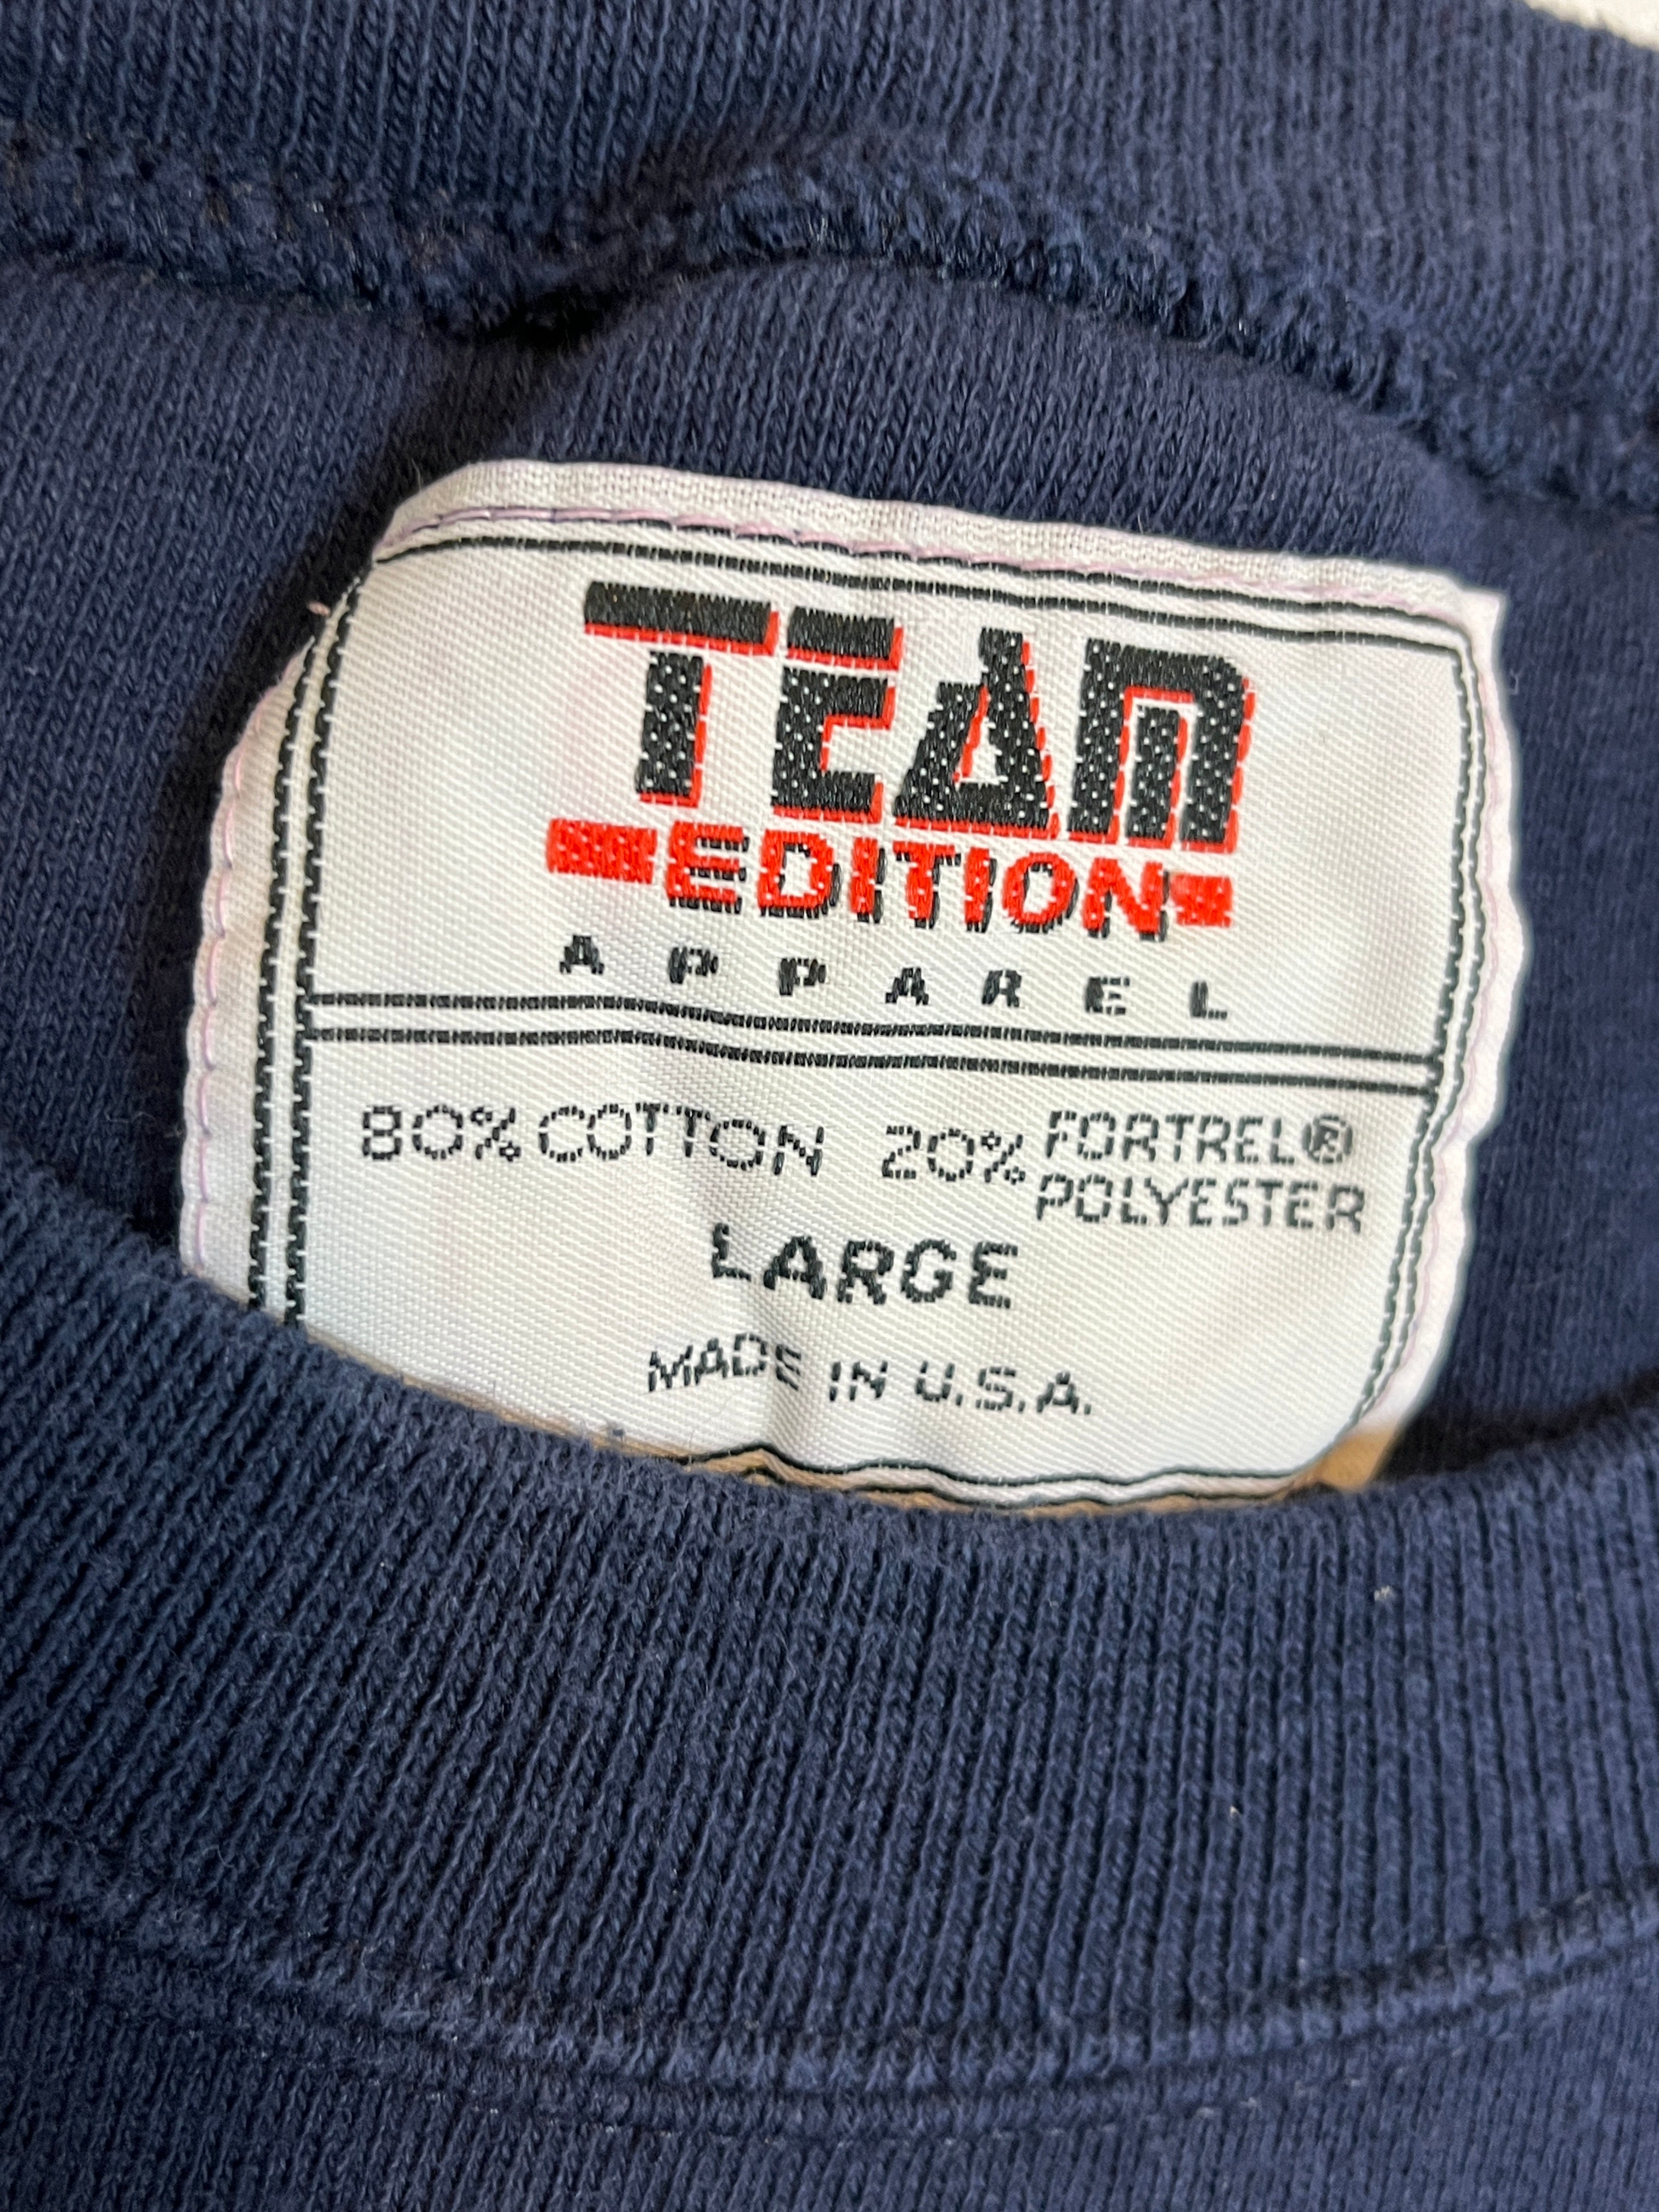 TEAM
EDITION
APPAREL
80% COTTON 20% FORTREL®
POLYESTER
LARGE
MADE IN U.S.A.